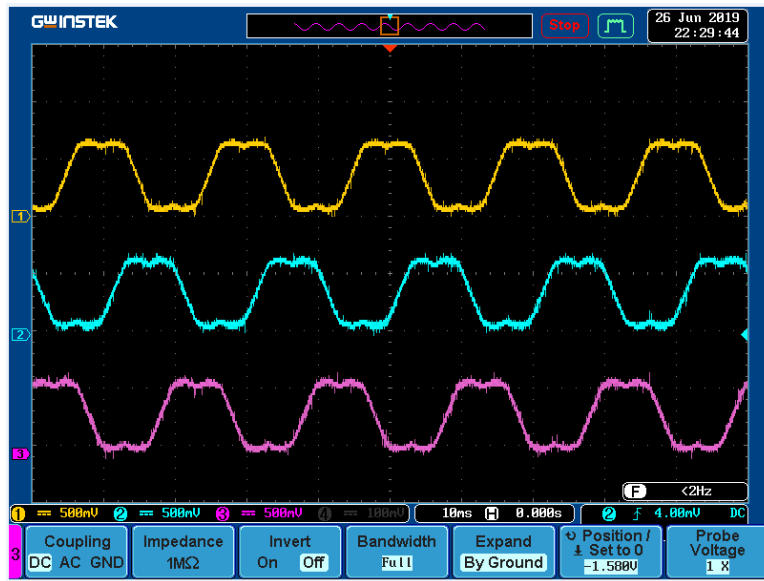 GWINSTEK
Stop
26 Jun 2019
22:29:44
1
2
3
F <2Hz
1 500mV 2 500mV 3 500mV 4 100mV 10ms H 0.000s 2 4.00mV DC
3
Coupling
DC AC GND
Impedance
1MΩ
Invert
On Off
Bandwidth
Full
Expand
By Ground
Position /
Set to 0
-1.580V
Probe
Voltage
1 X